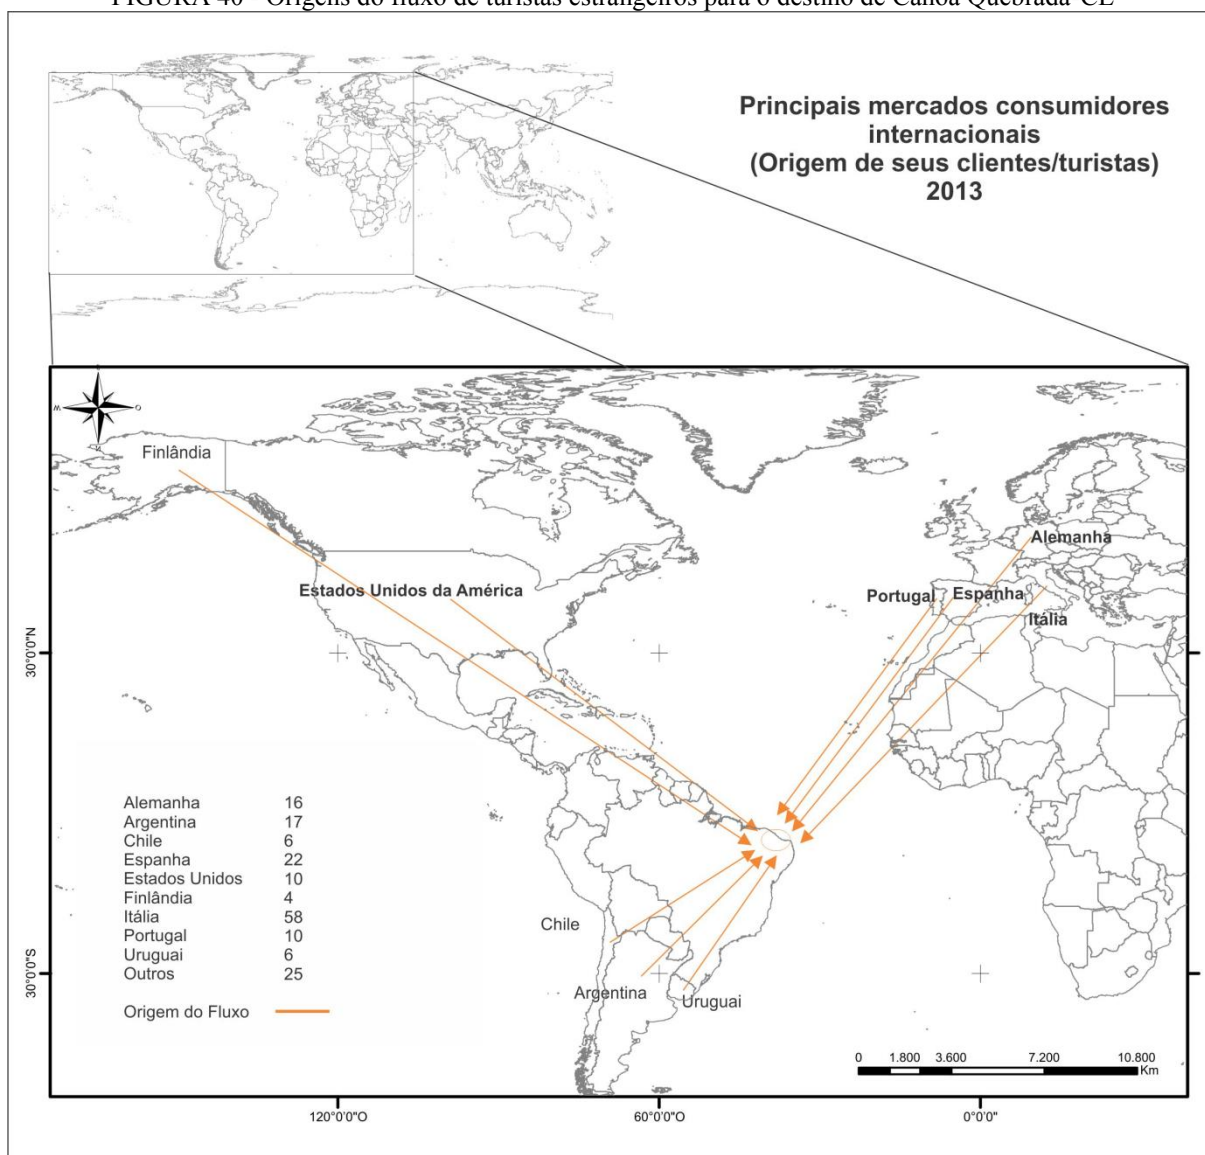 FIGURA 40 - Origens do fluxo de turistas estrangeiros para o destino de Canoa Quebrada-CE
Principais mercados consumidores
internacionais
(Origem de seus clientes/turistas)
2013
W
O
Finlândia
Alemanha
Estados Unidos da América
Portugal
Espanha
Itália
30°0'0"N
Alemanha 16
Argentina 17
Chile 6
Espanha 22
Estados Unidos 10
Finlândia 4
Itália 58
Portugal 10
Uruguai 6
Outros 25
Origem do Fluxo
Chile
Argentina
Uruguai
30°0'0"S
0 1.800 3.600 7.200 10.800
Km
120°0'0"O
60°0'0"O
0°0'0"